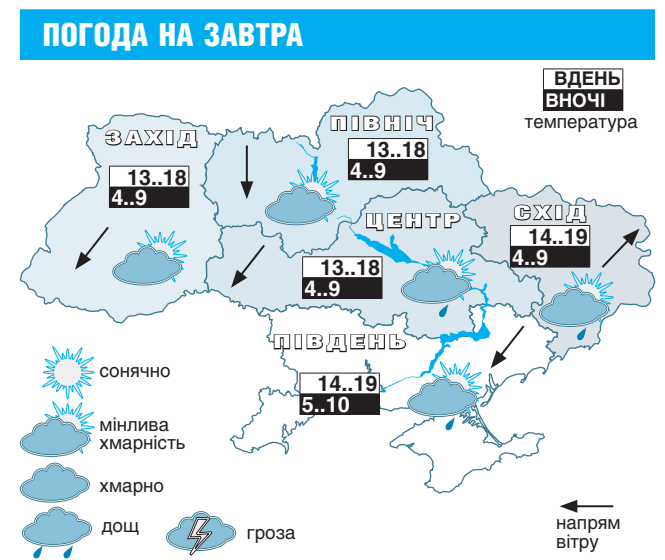 ПОГОДА НА ЗАВТРА
ВДЕНЬ
ВНОЧІ
температура
ЗАХІД
13..18
4..9
ПІВНІЧ
13..18
4..9
ЦЕНТР
13..18
4..9
СХІД
14..19
4..9
ПІВДЕНЬ
14..19
5..10
сонячно
мінлива
хмарність
хмарно
дощ
гроза
напрям
вітру